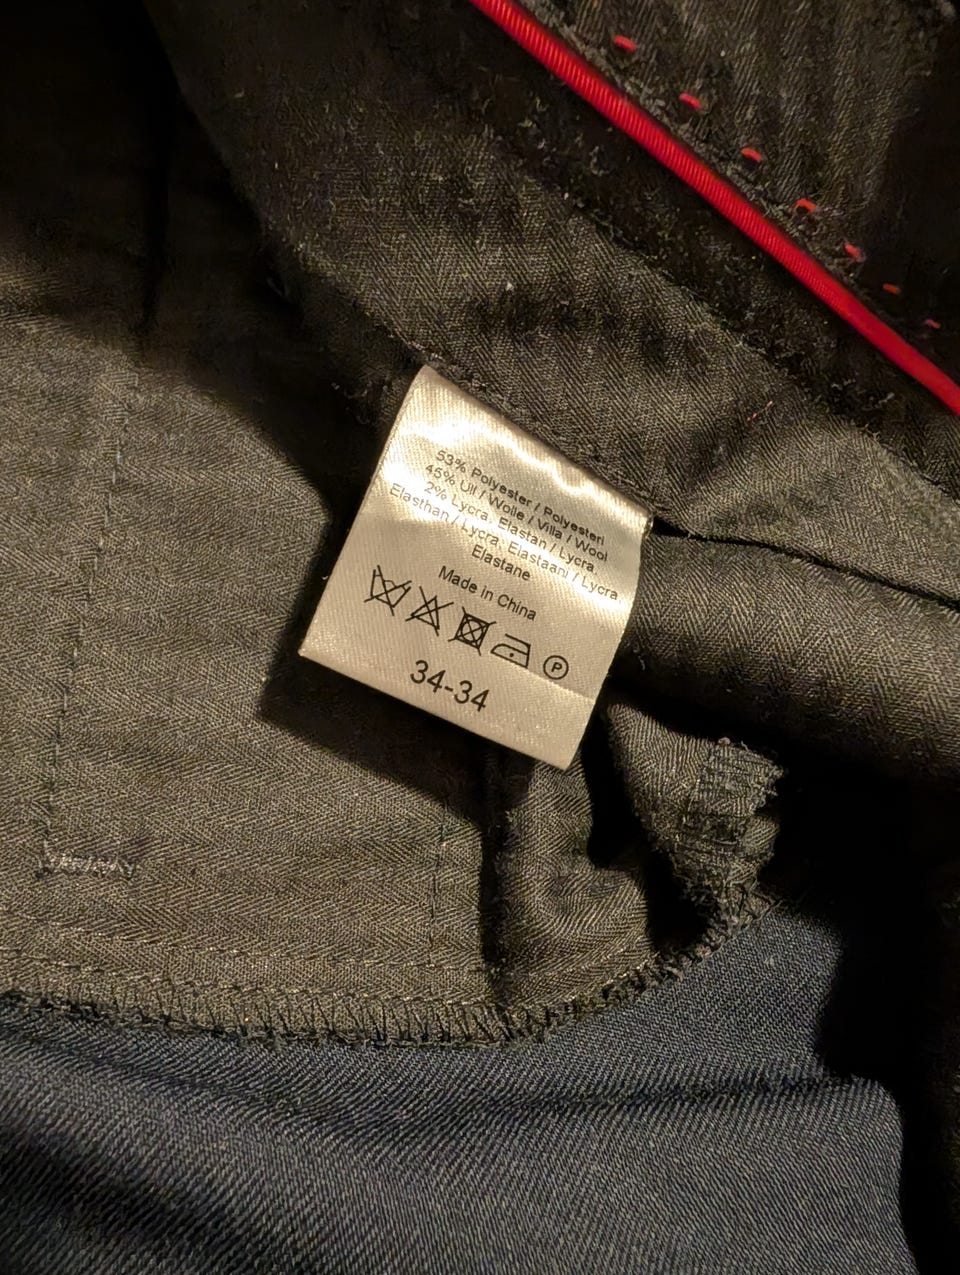 53% Polyester / Polyesteri
45% Ull / Wolle / Villa / Wool
2% Lycra, Elastan / Lycra,
Elasthan / Lycra, Elastaani / Lycra
Elastane
Made in China
P
34-34